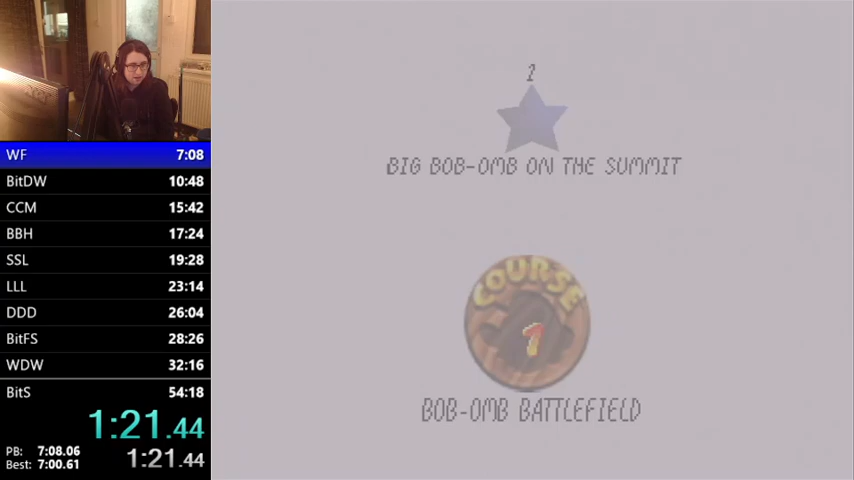 WF 7:08
BitDW 10:48
CCM 15:42
BBH 17:24
SSL 19:28
LLL 23:14
DDD 26:04
BitFS 28:26
WDW 32:16
BitS 54:18
1:21.44
PB: 7:08.06
Best: 7:00.61
1:21.44
1
BIG BOB-OMB ON THE SUMMIT
COURSE
1
BOB-OMB BATTLEFIELD